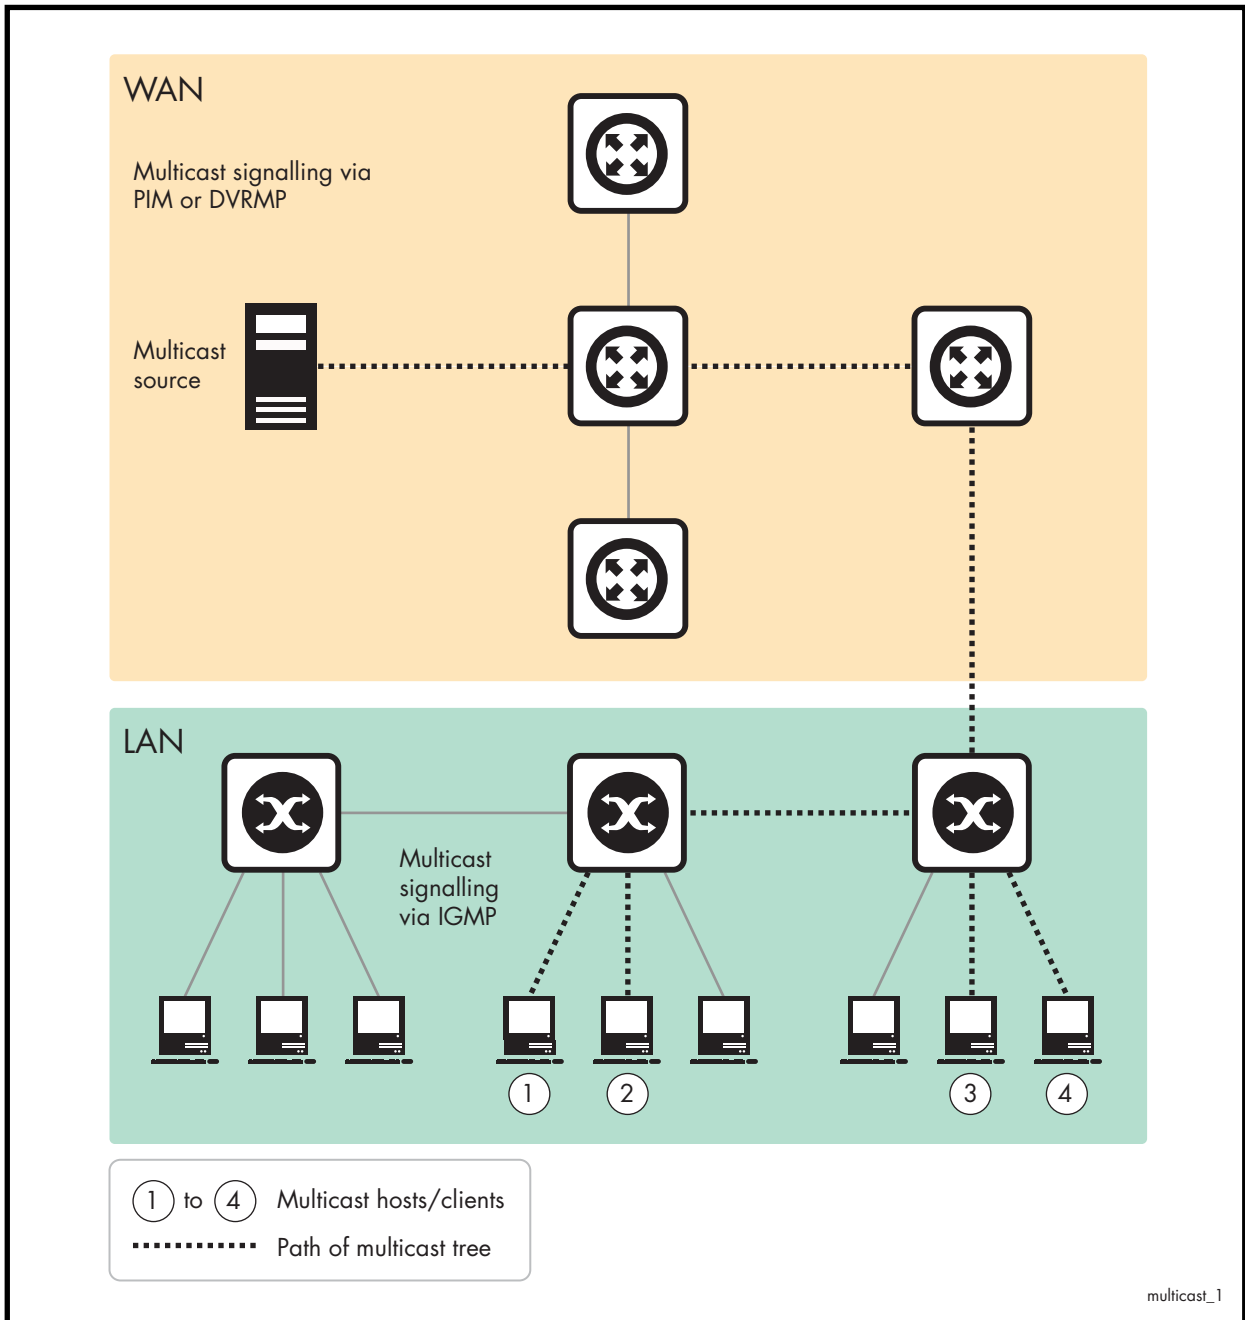 WAN
Multicast signalling via
PIM or DVRMP
Multicast
source
LAN
Multicast
signalling
via IGMP
1
2
3
4
1 to 4 Multicast hosts/clients
Path of multicast tree
multicast_1